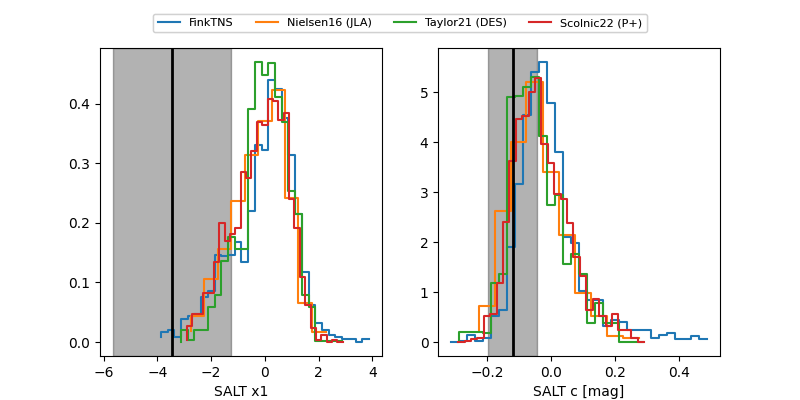 FinkTNS Nielsen16 (JLA) Taylor21 (DES) Scolnic22 (P+)
0.4
0.3
0.2
0.1
0.0
−6 −4 −2 0 2 4
SALT x1
5
4
3
2
1
0
−0.2 0.0 0.2 0.4
SALT c [mag]